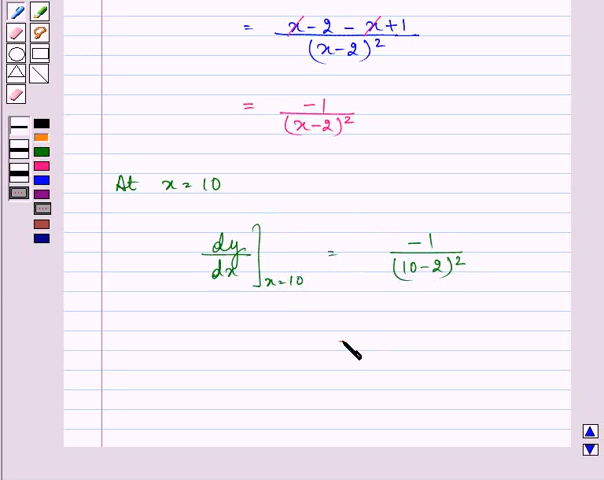 = x-2-x+1/(x-2)²
= -1/(x-2)²
At x=10
dy/dx]x=10 = -1/(10-2)²